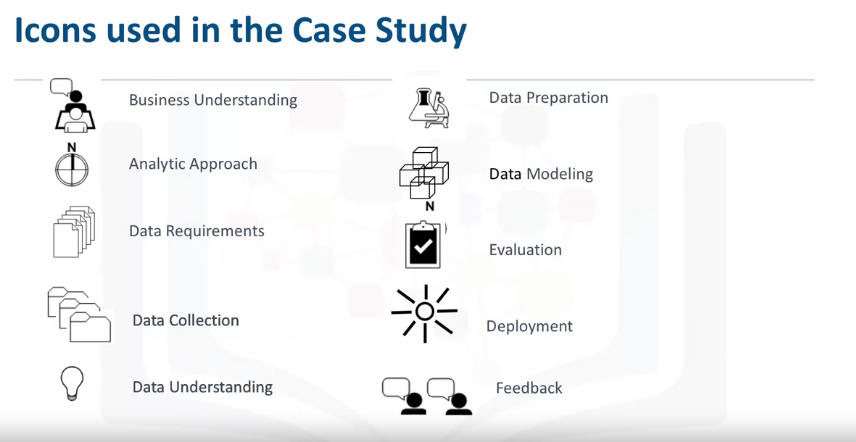 Icons used in the Case Study
Business Understanding
N
Analytic Approach
Data Requirements
Data Collection
Data Understanding
Data Preparation
Data Modeling
N
Evaluation
Deployment
Feedback